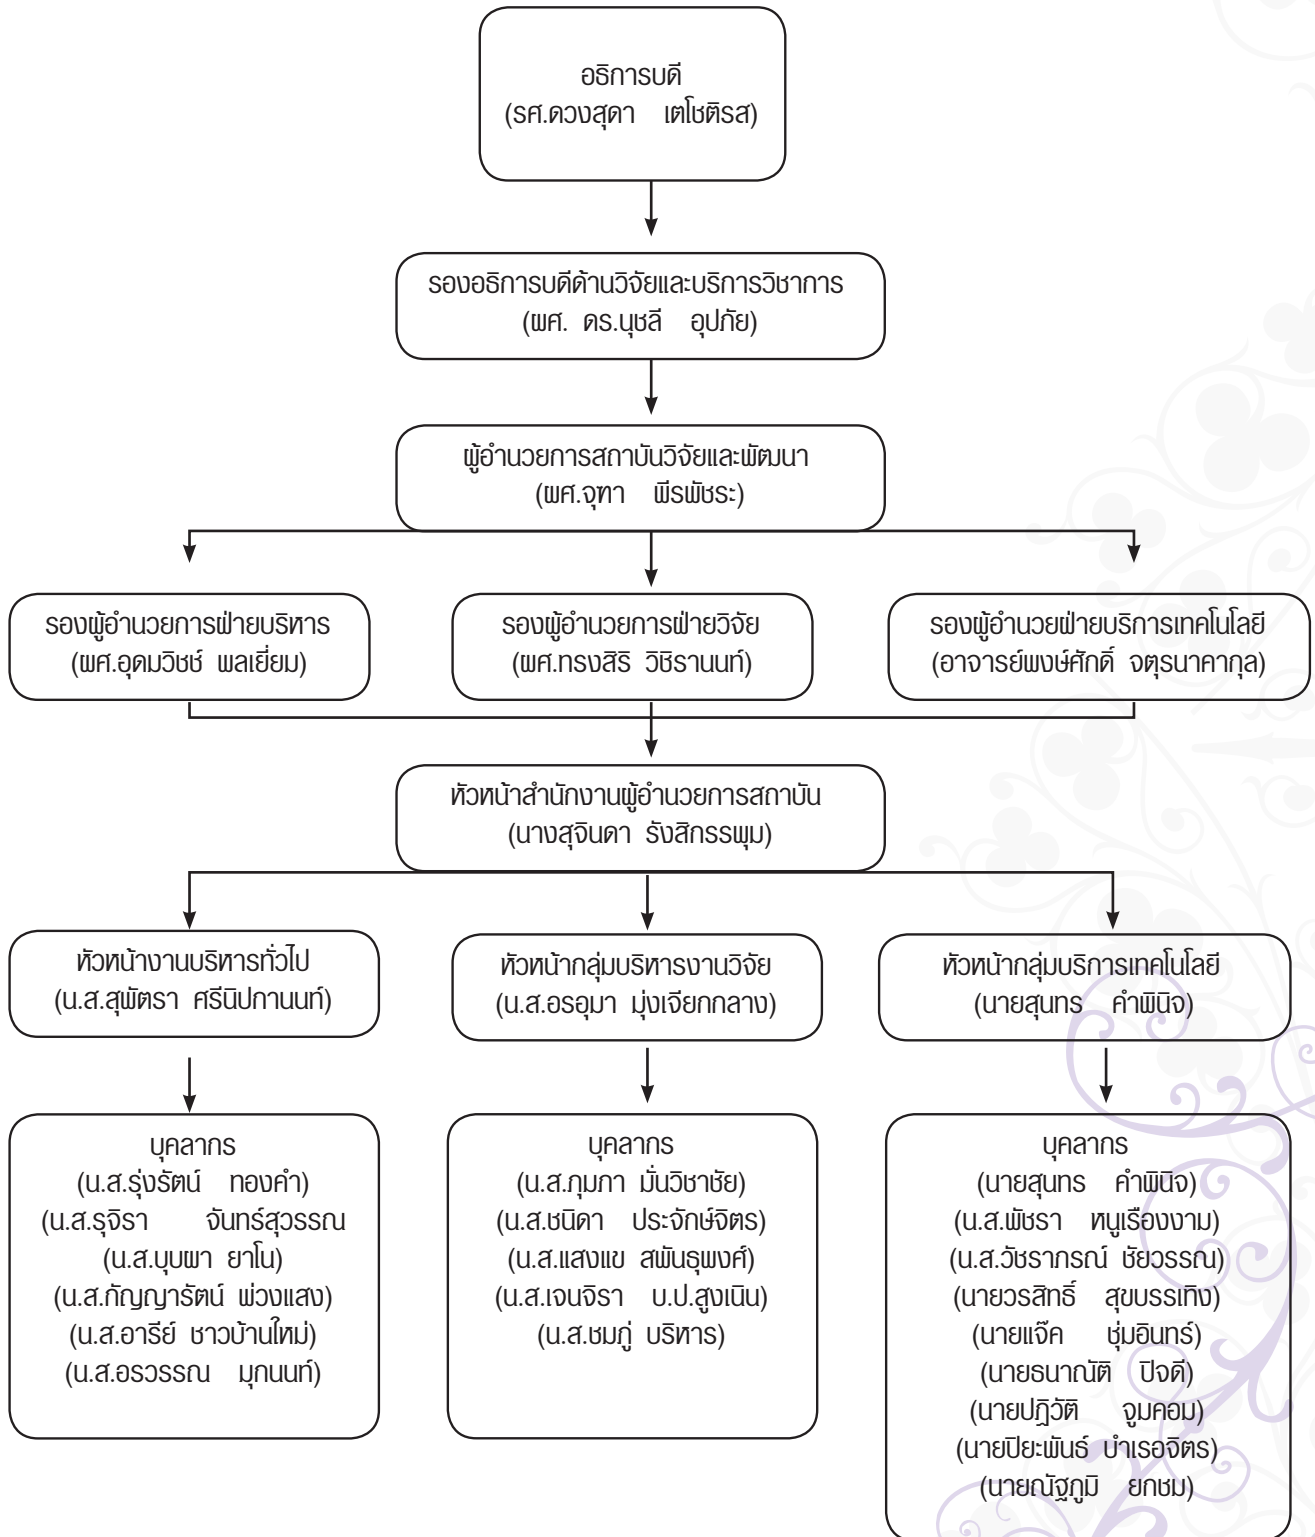 อธิการบดี
(รศ.ดวงสุดา เตโชติรส)
รองอธิการบดีด้านวิจัยและบริการวิชาการ
(ผศ. ดร.นุชลี อุปภัย)
ผู้อำนวยการสถาบันวิจัยและพัฒนา
(ผศ.จุฑา พีรพัชระ)
รองผู้อำนวยการฝ่ายบริหาร
(ผศ.อุดมวิชช์ พลเยี่ยม)
รองผู้อำนวยการฝ่ายวิจัย
(ผศ.ทรงสิริ วิชิรานนท์)
รองผู้อำนวยฝ่ายบริการเทคโนโลยี
(อาจารย์พงษ์ศักดิ์ จตุรนาคากุล)
หัวหน้าสำนักงานผู้อำนวยการสถาบัน
(นางสุจินดา รังสิกรรพุม)
หัวหน้างานบริหารทั่วไป
(น.ส.สุพัตรา ศรีนิปกานนท์)
หัวหน้ากลุ่มบริหารงานวิจัย
(น.ส.อรอุมา มุ่งเจียกกลาง)
หัวหน้ากลุ่มบริการเทคโนโลยี
(นายสุนทร คำพินิจ)
บุคลากร
(น.ส.รุ่งรัตน์ ทองคำ)
(น.ส.รุจิรา จันทร์สุวรรณ
(น.ส.บุบผา ยาโน)
(น.ส.กัญญารัตน์ พ่วงแสง)
(น.ส.อารีย์ ชาวบ้านใหม่)
(น.ส.อรวรรณ มุกนนท์)
บุคลากร
(น.ส.ภุมภา มั่นวิชาชัย)
(น.ส.ชนิดา ประจักษ์จิตร)
(น.ส.แสงแข สพันธุพงศ์)
(น.ส.เจนจิรา บ.ป.สูงเนิน)
(น.ส.ชมภู่ บริหาร)
บุคลากร
(นายสุนทร คำพินิจ)
(น.ส.พัชรา หนูเรืองงาม)
(น.ส.วัชราภรณ์ ชัยวรรณ)
(นายวรสิทธิ์ สุขบรรเทิง)
(นายแจ๊ค ชุ่มอินทร์)
(นายธนาณัติ ปิจดี)
(นายปฎิวัติ จูมคอม)
(นายปิยะพันธ์ บำเรอจิตร)
(นายณัฐภูมิ ยกชม)